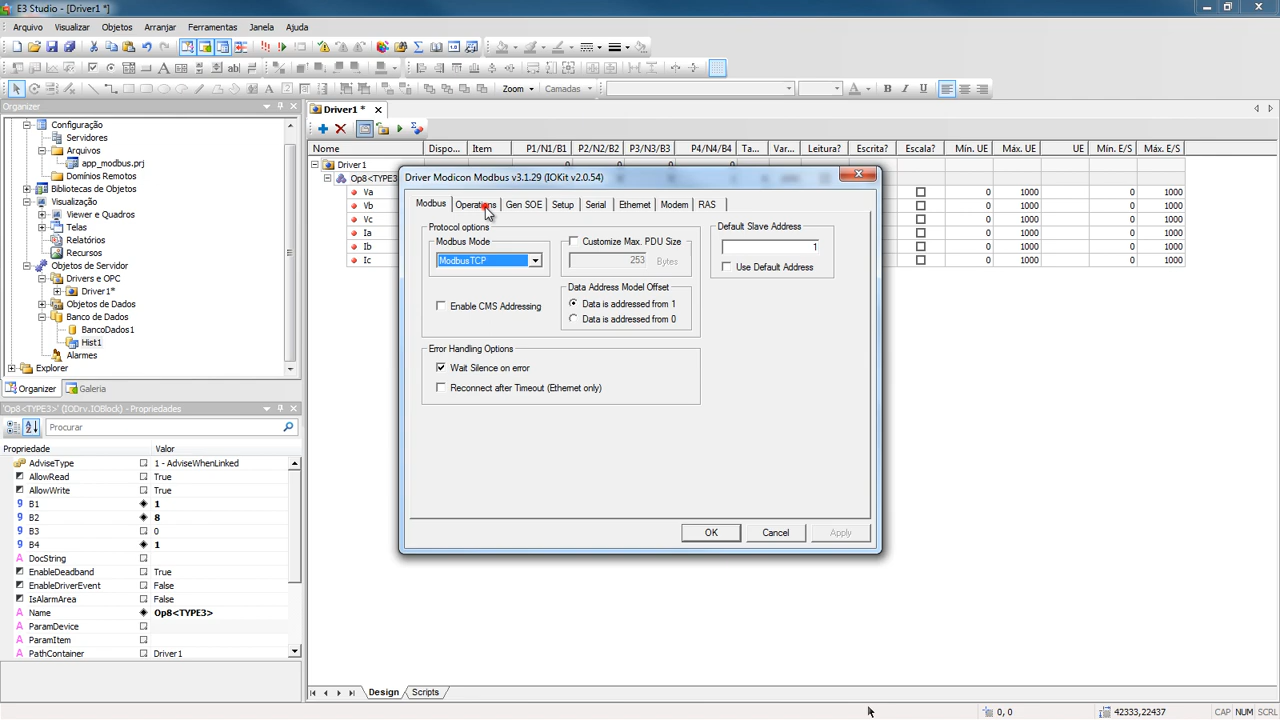 E3 Studio - [Driver1 *]
Arquivo Visualizar Objetos Arranjar Ferramentas Janela Ajuda
Zoom Camadas B I U
Organizer
Configuração
Servidores
Arquivos
app_modbus.prj
Domínios Remotos
Bibliotecas de Objetos
Visualização
Viewer e Quadros
Telas
Relatórios
Recursos
Objetos de Servidor
Drivers e OPC
Driver1*
Objetos de Dados
Banco de Dados
BancoDados1
Hist1
Alarmes
Explorer
Organizer Galeria
'Op8<TYPE3>' (IODrv.IOBlock) - Propriedades
Procurar
Propriedade Valor
AdviseType 1 - AdviseWhenLinked
AllowRead True
AllowWrite True
B1 1
B2 8
B3 0
B4 1
DocString
EnableDeadband True
EnableDriverEvent False
IsAlarmArea False
Name Op8<TYPE3>
ParamDevice
ParamItem
PathContainer Driver1
Driver1 *
Nome Dispo... Item P1/N1/B1 P2/N2/B2 P3/N3/B3 P4/N4/B4 Ta... Var... Leitura? Escrita? Escala? Mín. UE Máx. UE UE Mín. E/S Máx. E/S
Driver1
Op8<TYPE3
Va 0 1000 0 1000
Vb 0 1000 0 1000
Vc 0 1000 0 1000
Ia 0 1000 0 1000
Ib 0 1000 0 1000
Ic 0 1000 0 1000
Driver Modicon Modbus v3.1.29 (IOKit v2.0.54)
Modbus Operations Gen SOE Setup Serial Ethernet Modem RAS
Protocol options
Modbus Mode
ModbusTCP
Customize Max. PDU Size
253 Bytes
Default Slave Address
1
Use Default Address
Enable CMS Addressing
Data Address Model Offset
Data is addressed from 1
Data is addressed from 0
Error Handling Options
Wait Silence on error
Reconnect after Timeout (Ethernet only)
OK Cancel Apply
Design Scripts
0, 0 42333,22437 CAP NUM SCRL